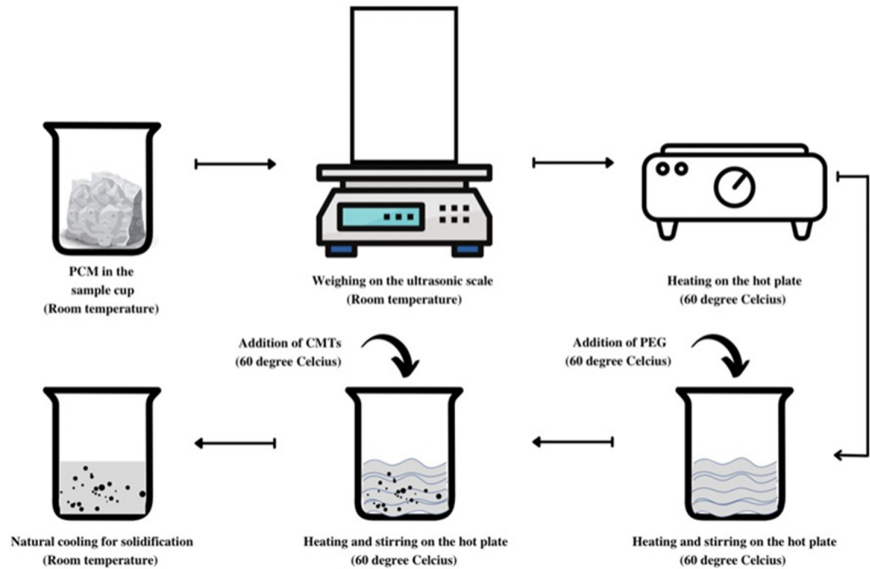 PCM in the
sample cup
(Room temperature)
Weighing on the ultrasonic scale
(Room temperature)
Heating on the hot plate
(60 degree Celcius)
Addition of CMTs
(60 degree Celcius)
Addition of PEG
(60 degree Celcius)
Natural cooling for solidification
(Room temperature)
Heating and stirring on the hot plate
(60 degree Celcius)
Heating and stirring on the hot plate
(60 degree Celcius)